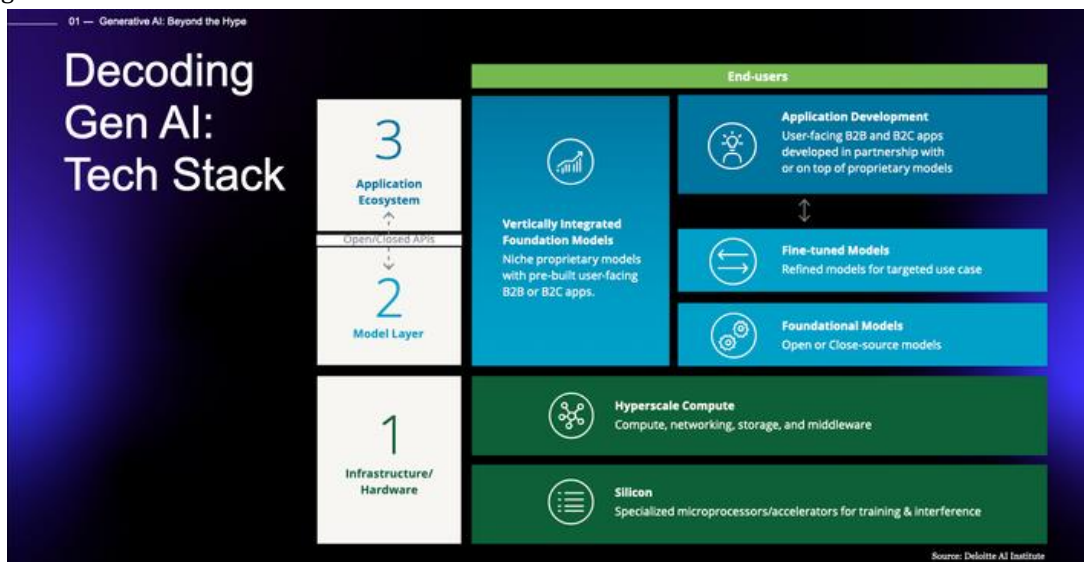 01 — Generative AI: Beyond the Hype
Decoding
Gen AI:
Tech Stack
End-users
3
Application
Ecosystem
Open/Closed APIs
2
Model Layer
1
Infrastructure/
Hardware
Vertically Integrated
Foundation Models
Niche proprietary models
with pre-built user-facing
B2B or B2C apps.
Application Development
User-facing B2B and B2C apps
developed in partnership with
or on top of proprietary models
Fine-tuned Models
Refined models for targeted use case
Foundational Models
Open or Close-source models
Hyperscale Compute
Compute, networking, storage, and middleware
Silicon
Specialized microprocessors/accelerators for training & interference
Source: Deloitte AI Institute